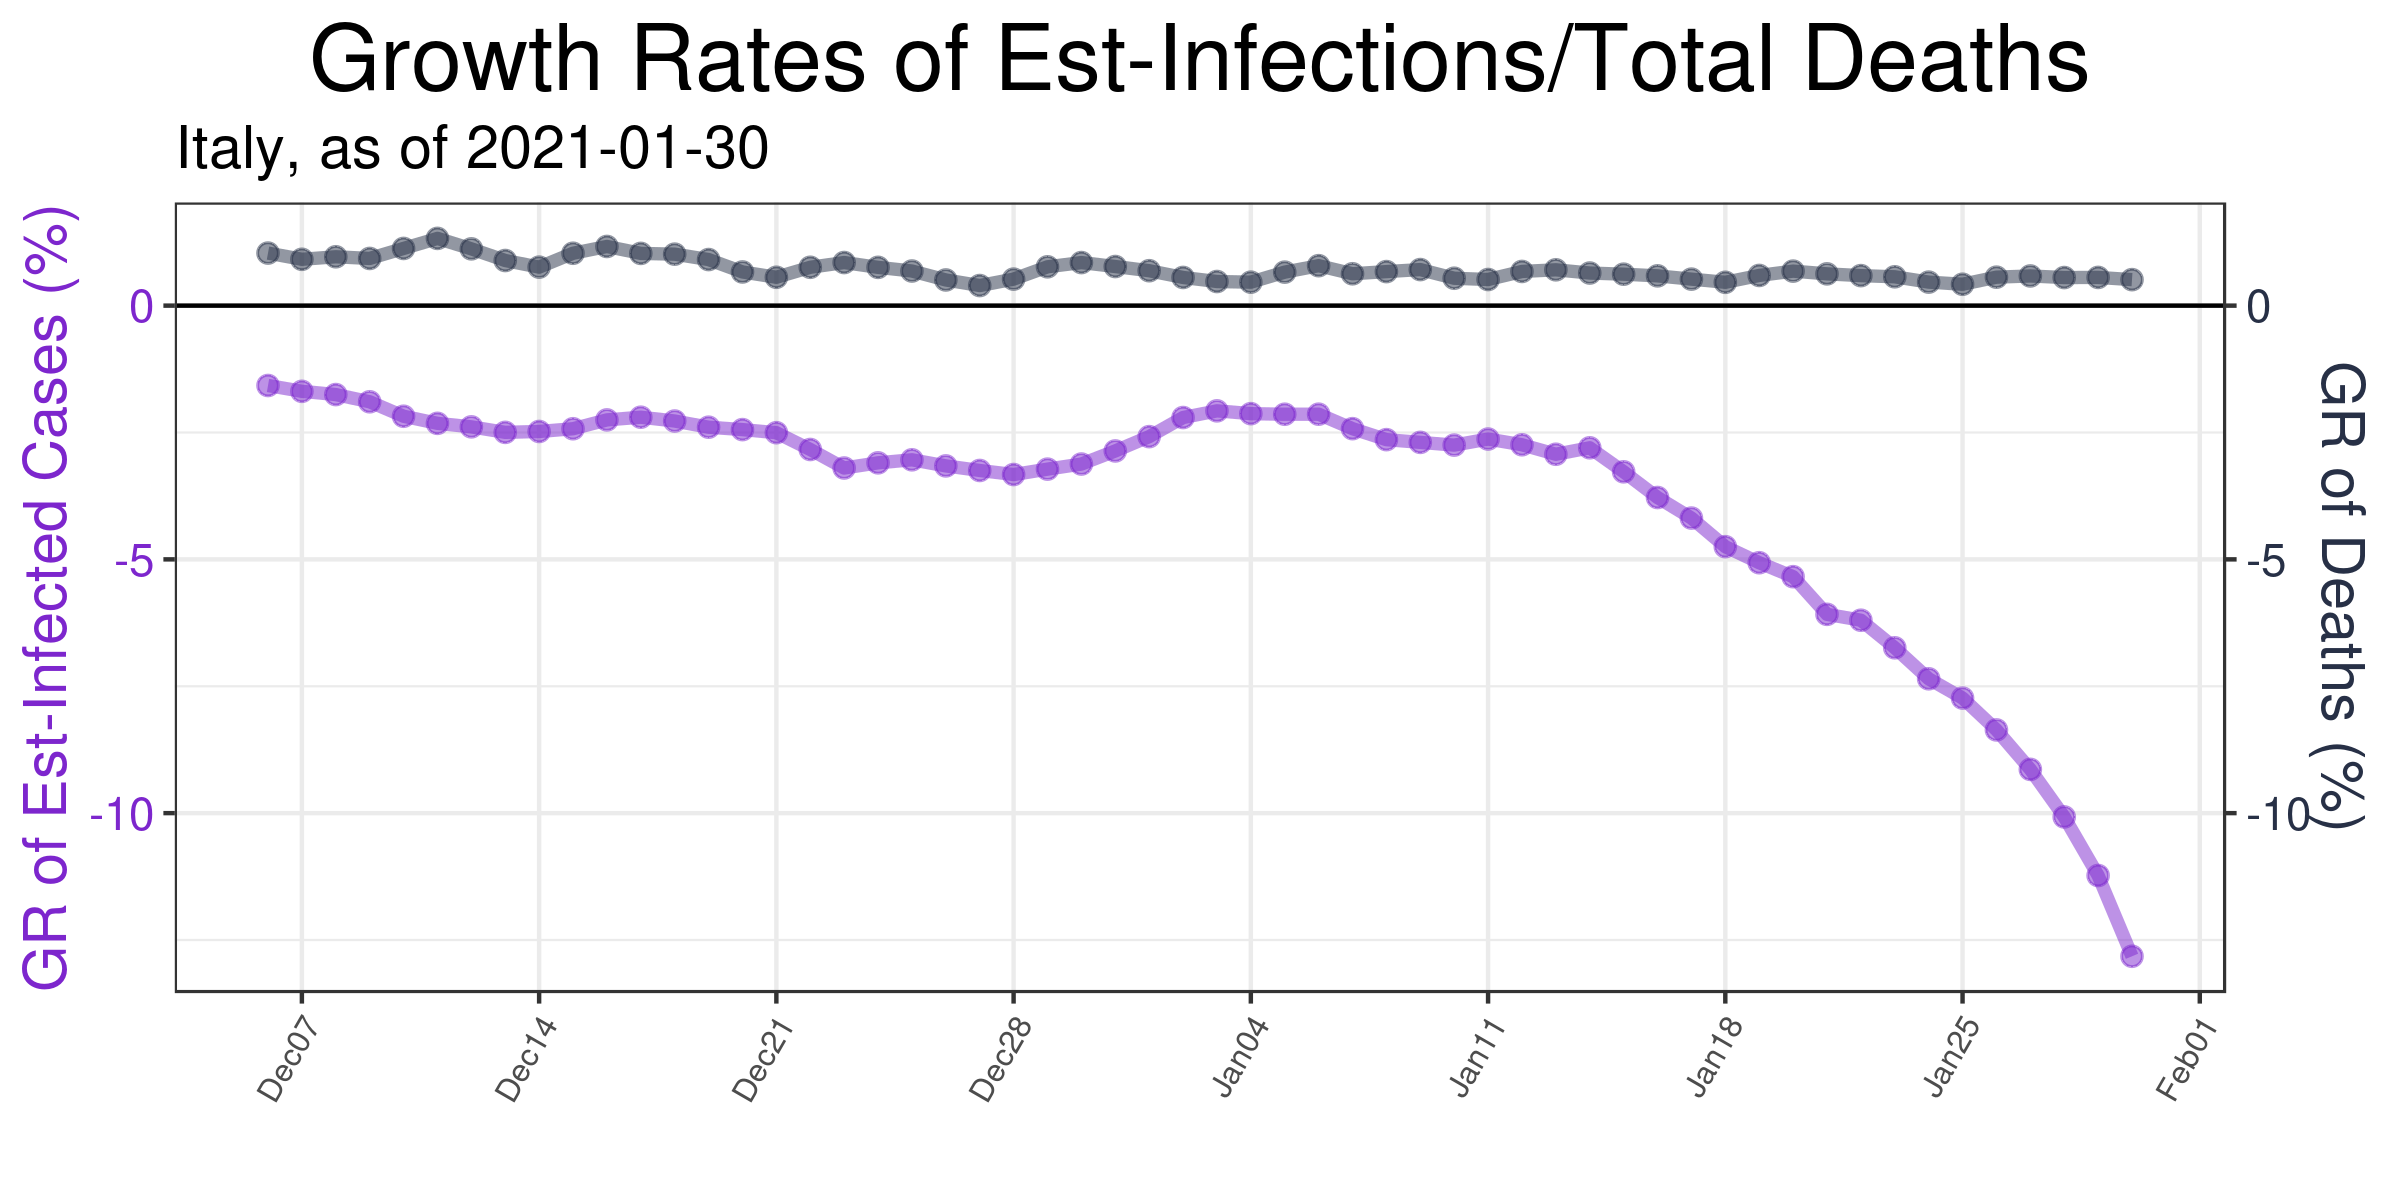 Growth Rates of Est-Infections/Total Deaths
Italy, as of 2021-01-30
GR of Est-Infected Cases (%)
0
-5
-10
0
-5
-10
GR of Deaths (%)
Dec07
Dec14
Dec21
Dec28
Jan04
Jan11
Jan18
Jan25
Feb01